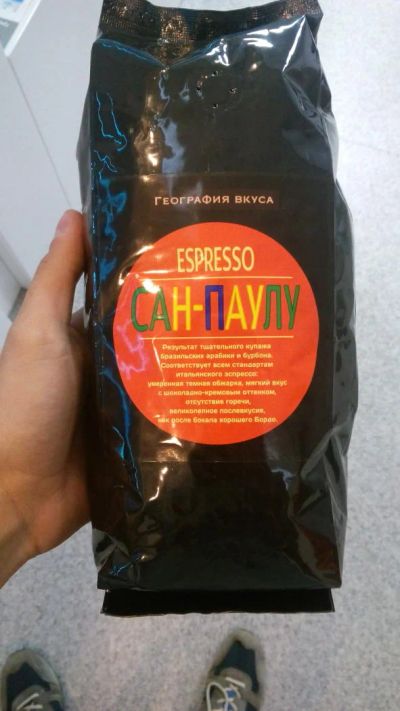 ГЕОГРАФИЯ ВКУСА
ESPRESSO
САН-ПАУЛУ
Результат тщательного купажа
бразильских арабики и бурбона.
Соответствует всем стандартам
итальянского эспрессо:
умеренная темная обжарка, мягкий вкус
с шоколадно-кремовым оттенком,
отсутствие горечи,
великолепное послевкусие,
как после бокала хорошего Бордо.